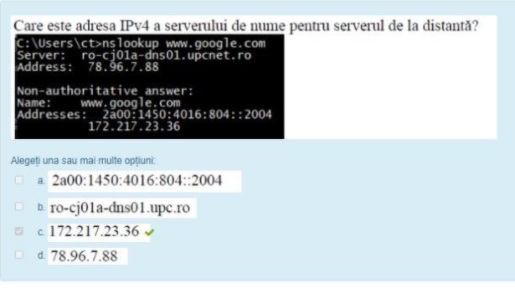 Care este adresa IPv4 a serverului de nume pentru serverul de la distantă?
C:\Users\ct>nslookup www.google.com
Server: ro-cj01a-dns01.upcnet.ro
Address: 78.96.7.88
Non-authoritative answer:
Name: www.google.com
Addresses: 2a00:1450:4016:804::2004
172.217.23.36
Alegeți una sau mai multe opțiuni:
a. 2a00:1450:4016:804::2004
b. ro-cj01a-dns01.upc.ro
c. 172.217.23.36
d. 78.96.7.88